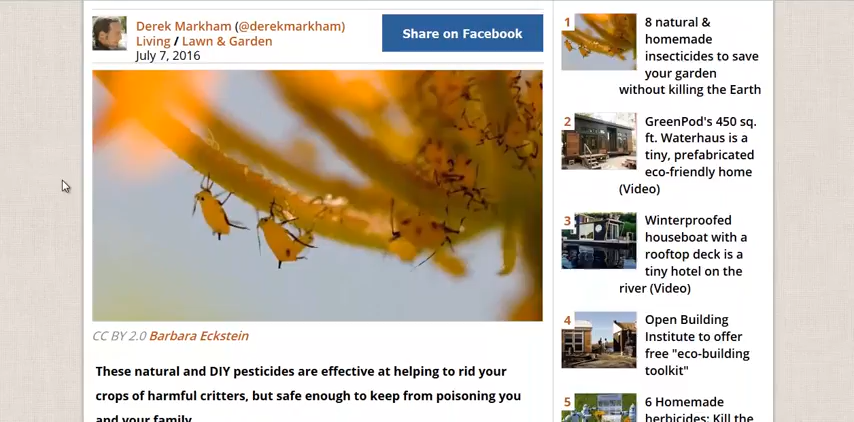 Derek Markham (@derekmarkham)
Living / Lawn & Garden
July 7, 2016
Share on Facebook
CC BY 2.0 Barbara Eckstein
These natural and DIY pesticides are effective at helping to rid your
crops of harmful critters, but safe enough to keep from poisoning you
and your family.
1
8 natural &
homemade
insecticides to save
your garden
without killing the Earth
2
GreenPod's 450 sq.
ft. Waterhaus is a
tiny, prefabricated
eco-friendly home
(Video)
3
Winterproofed
houseboat with a
rooftop deck is a
tiny hotel on the
river (Video)
4
Open Building
Institute to offer
free "eco-building
toolkit"
5
6 Homemade
herbicides: Kill the